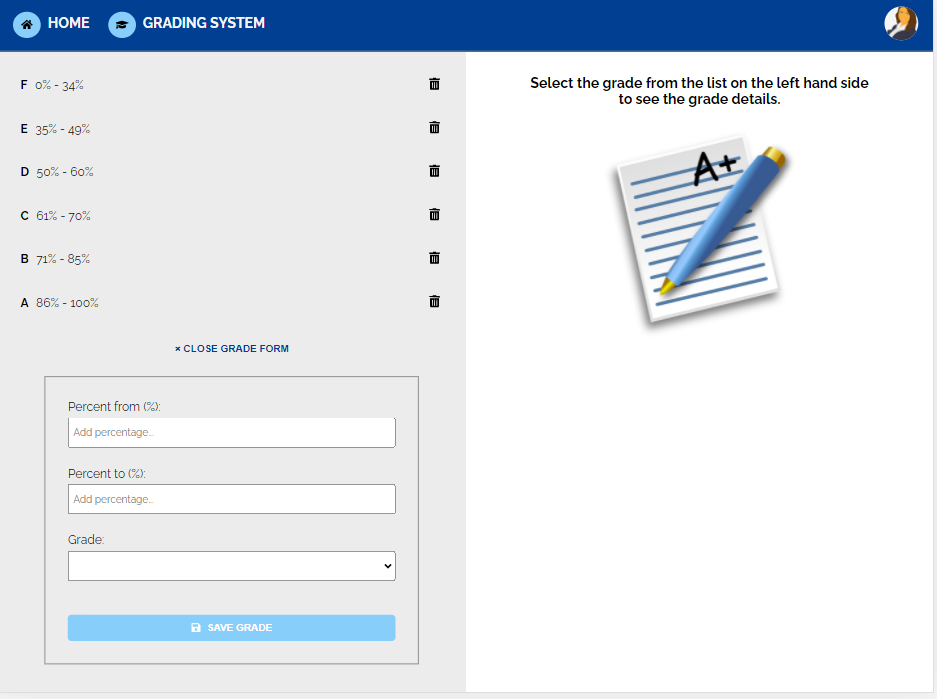 HOME GRADING SYSTEM
F 0% - 34%
E 35% - 49%
D 50% - 60%
C 61% - 70%
B 71% - 85%
A 86% - 100%
× CLOSE GRADE FORM
Percent from (%):
Add percentage...
Percent to (%):
Add percentage...
Grade:
SAVE GRADE
Select the grade from the list on the left hand side
to see the grade details.
A+